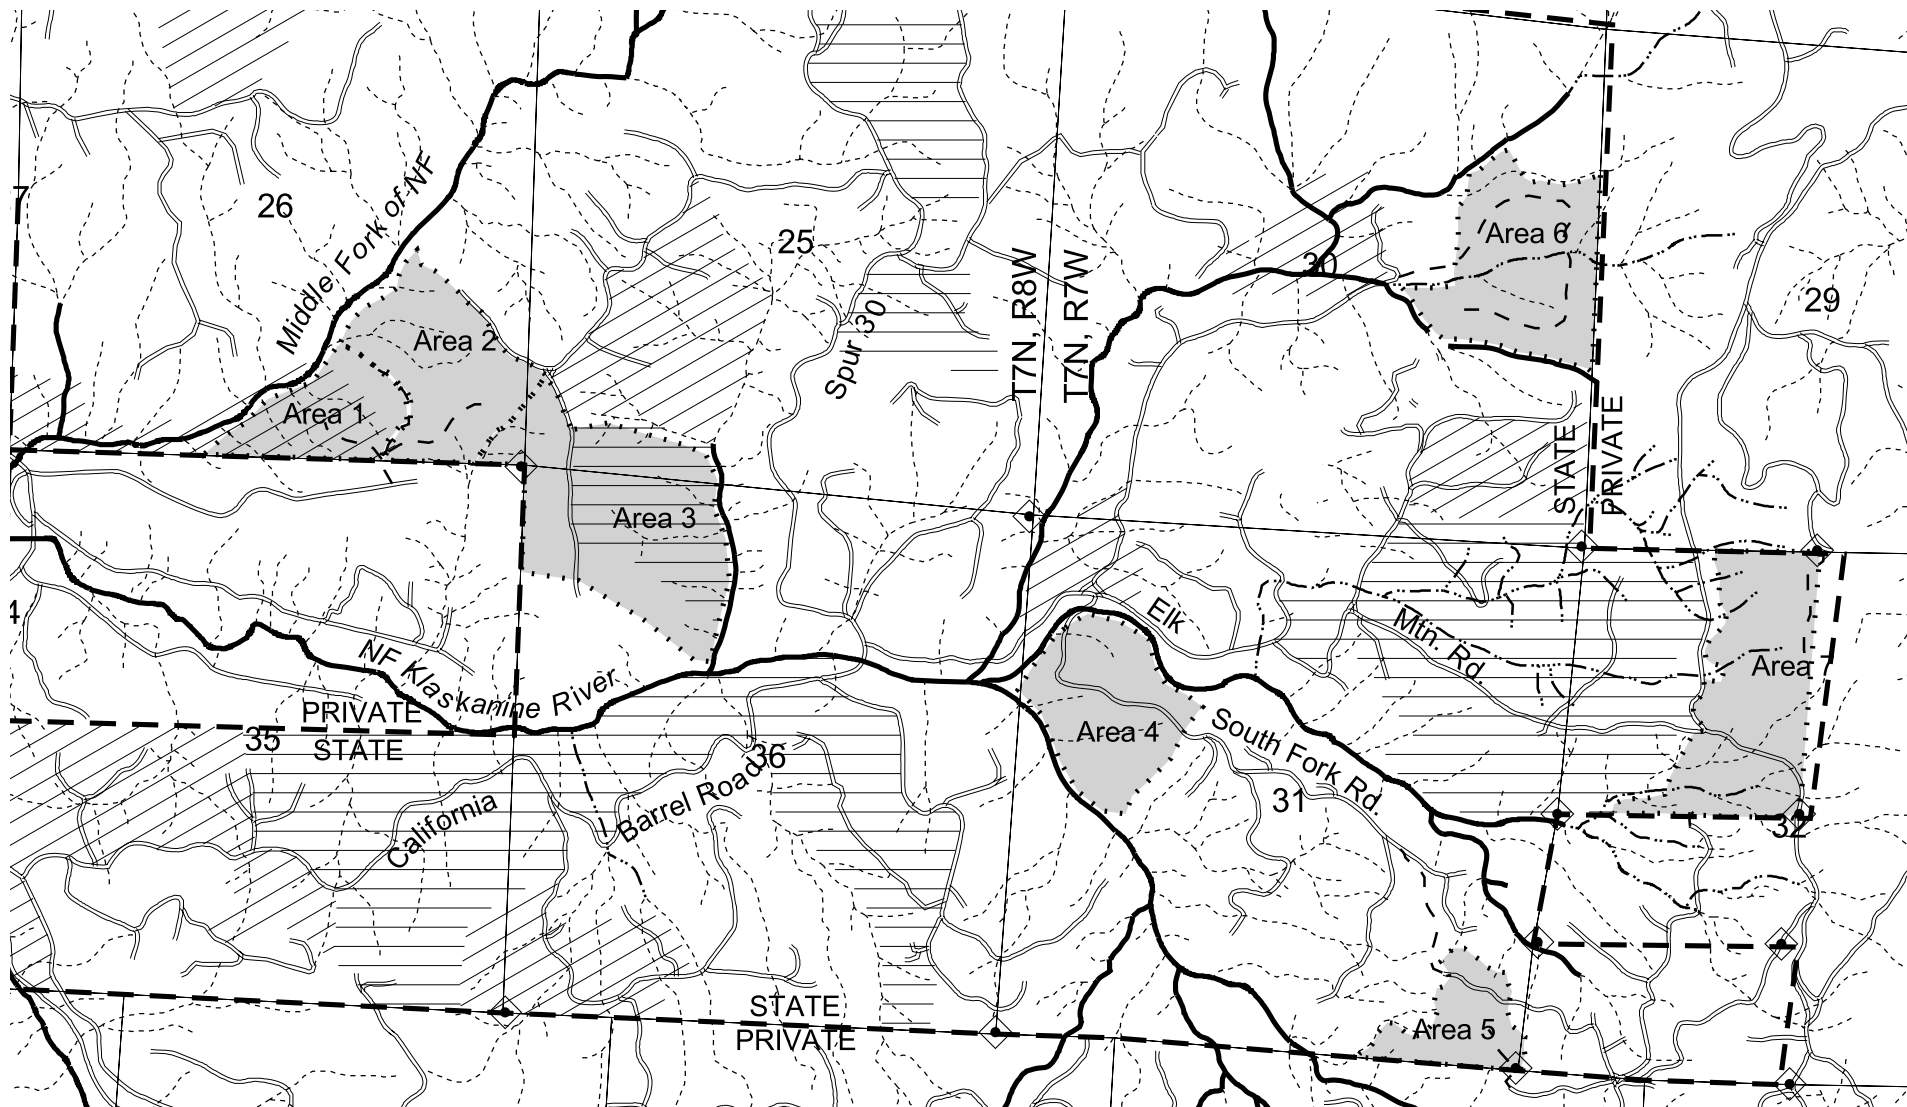 7
26
Middle Fork of NF
25
T7N, R8W
T7N, R7W
30
Area 6
29
Spur 30
Area 2
Area 1
Area 3
STATE
PRIVATE
Elk
Mtn. Rd
Area
NF Klaskanine River
PRIVATE
STATE
35
36
Area 4
South Fork Rd
31
32
California
Barrel Road
STATE
PRIVATE
Area 5